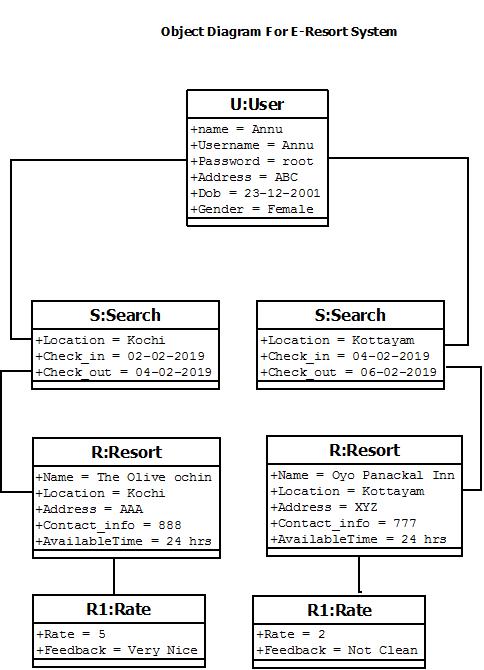 Object Diagram For E-Resort System
U:User
+name = Annu
+Username = Annu
+Password = root
+Address = ABC
+Dob = 23-12-2001
+Gender = Female
S:Search
+Location = Kochi
+Check_in = 02-02-2019
+Check_out = 04-02-2019
S:Search
+Location = Kottayam
+Check_in = 04-02-2019
+Check_out = 06-02-2019
R:Resort
+Name = The Olive ochin
+Location = Kochi
+Address = AAA
+Contact_info = 888
+AvailableTime = 24 hrs
R:Resort
+Name = Oyo Panackal Inn
+Location = Kottayam
+Address = XYZ
+Contact_info = 777
+AvailableTime = 24 hrs
R1:Rate
+Rate = 5
+Feedback = Very Nice
R1:Rate
+Rate = 2
+Feedback = Not Clean